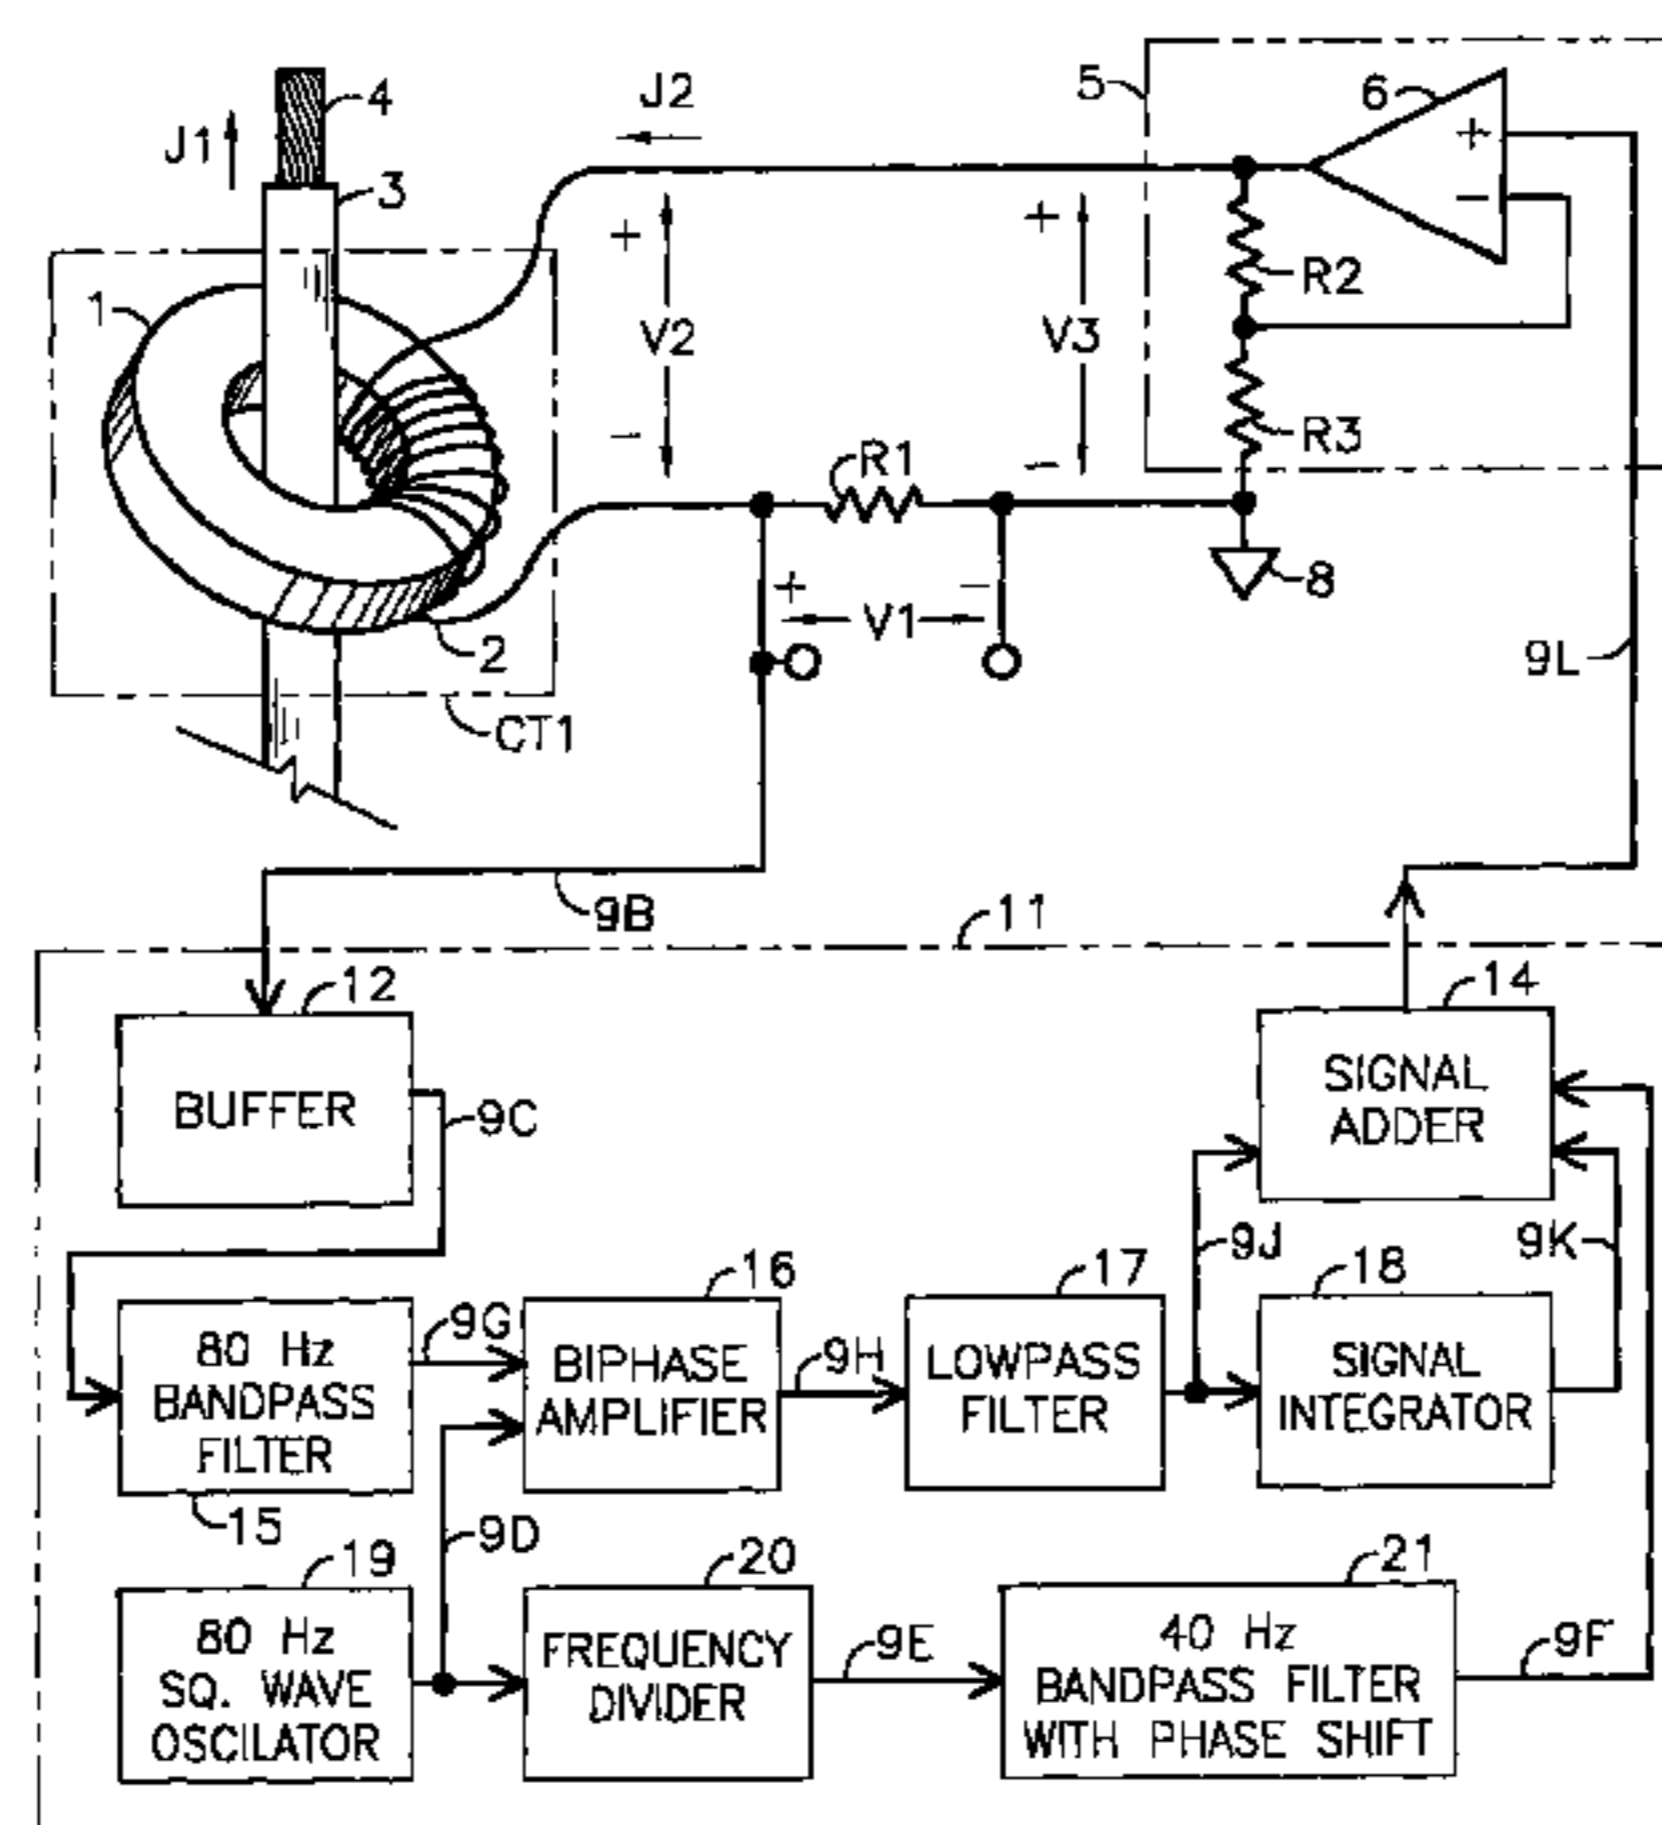 4
J1
3
J2
5
6
+
−
1
+
V2
−
+
V3
−
R2
R3
R1
+
−
V1
8
2
CT1
9L
9B
11
12
BUFFER
9C
14
SIGNAL
ADDER
9J
9K
80 Hz
BANDPASS
FILTER
15
9G
16
BIPHASE
AMPLIFIER
9H
17
LOWPASS
FILTER
18
SIGNAL
INTEGRATOR
9D
19
80 Hz
SQ. WAVE
OSCILATOR
20
FREQUENCY
DIVIDER
9E
21
40 Hz
BANDPASS FILTER
WITH PHASE SHIFT
9F